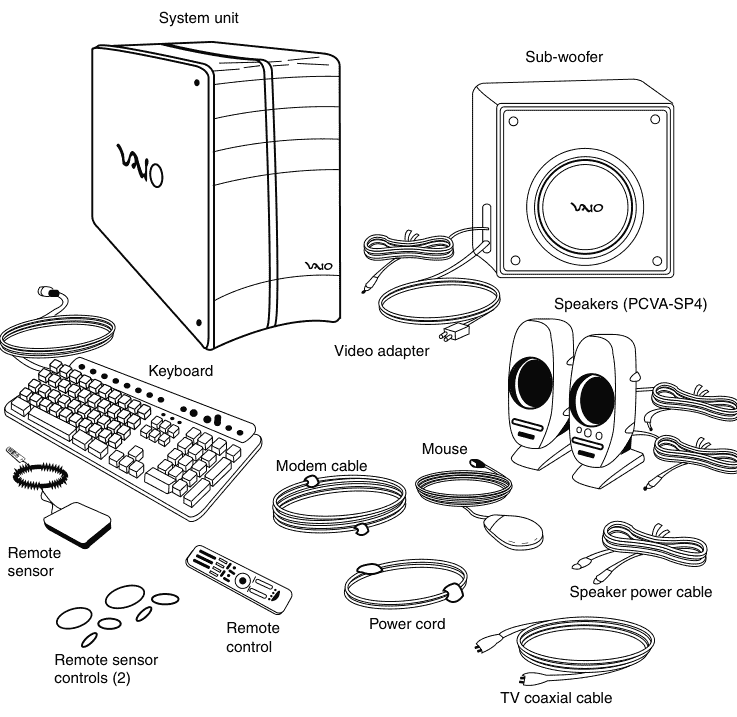 System unit
Sub-woofer
VAIO
VAIO
VAIO
Speakers (PCVA-SP4)
Video adapter
Keyboard
Mouse
Modem cable
Remote
sensor
Speaker power cable
Remote
control
Power cord
Remote sensor
controls (2)
TV coaxial cable